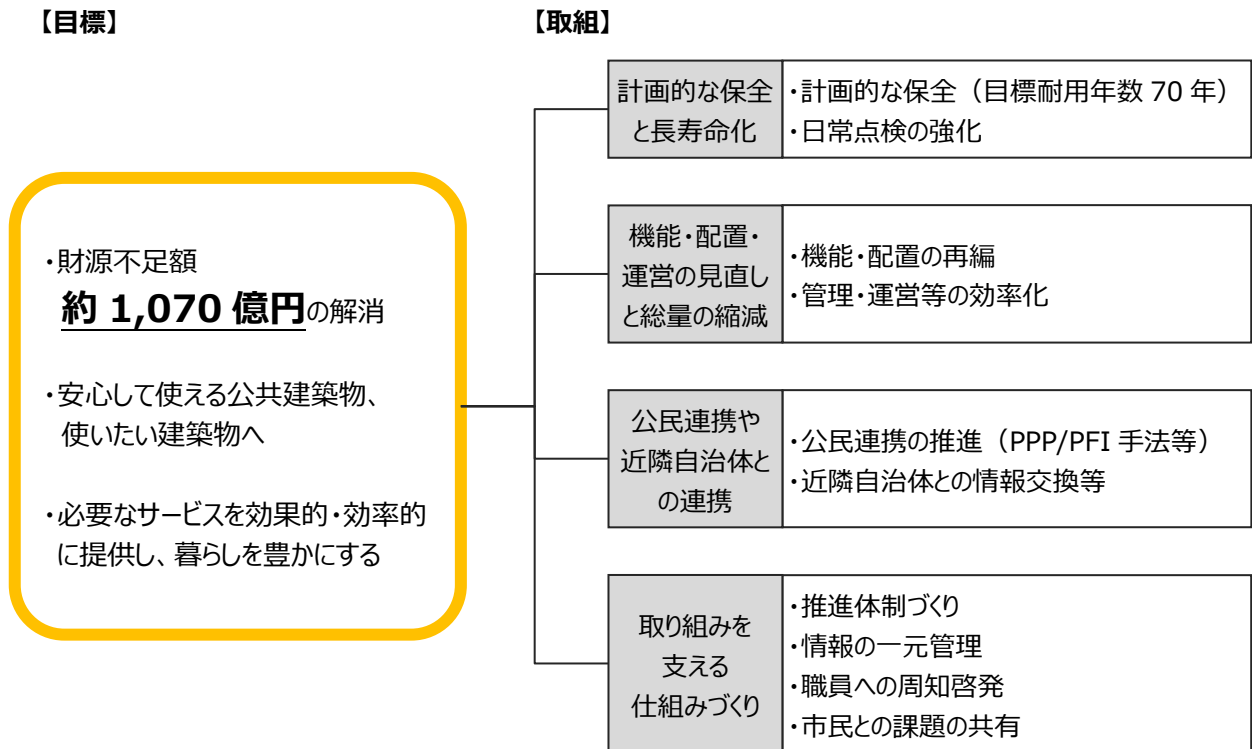 【目標】
【取組】
・財源不足額
約 1,070 億円の解消
・安心して使える公共建築物、
使いたい建築物へ
・必要なサービスを効果的・効率的
に提供し、暮らしを豊かにする
計画的な保全
と長寿命化
・計画的な保全（目標耐用年数 70 年）
・日常点検の強化
機能・配置・
運営の見直し
と総量の縮減
・機能・配置の再編
・管理・運営等の効率化
公民連携や
近隣自治体と
の連携
・公民連携の推進（PPP/PFI 手法等）
・近隣自治体との情報交換等
取り組みを
支える
仕組みづくり
・推進体制づくり
・情報の一元管理
・職員への周知啓発
・市民との課題の共有